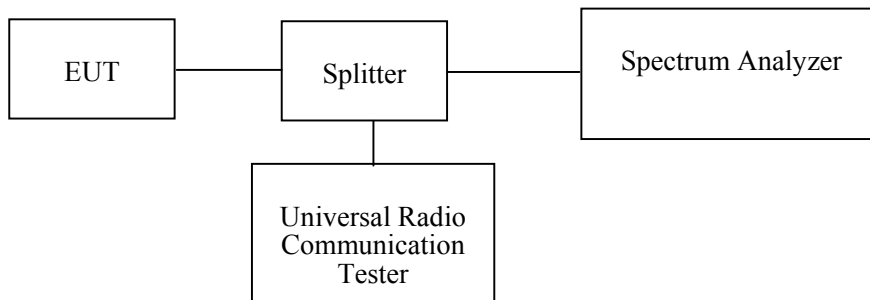 EUT
Splitter
Spectrum Analyzer
Universal Radio
Communication
Tester